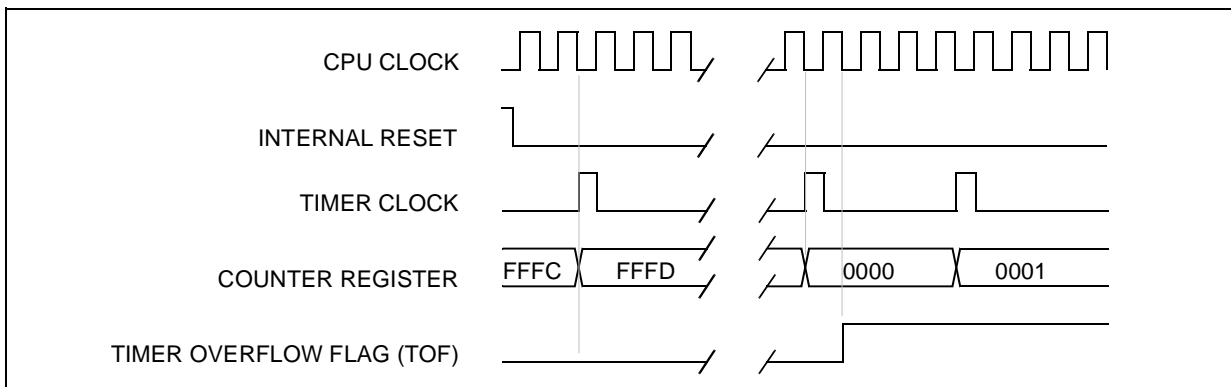 CPU CLOCK
INTERNAL RESET
TIMER CLOCK
COUNTER REGISTER FFFC FFFD 0000 0001
TIMER OVERFLOW FLAG (TOF)